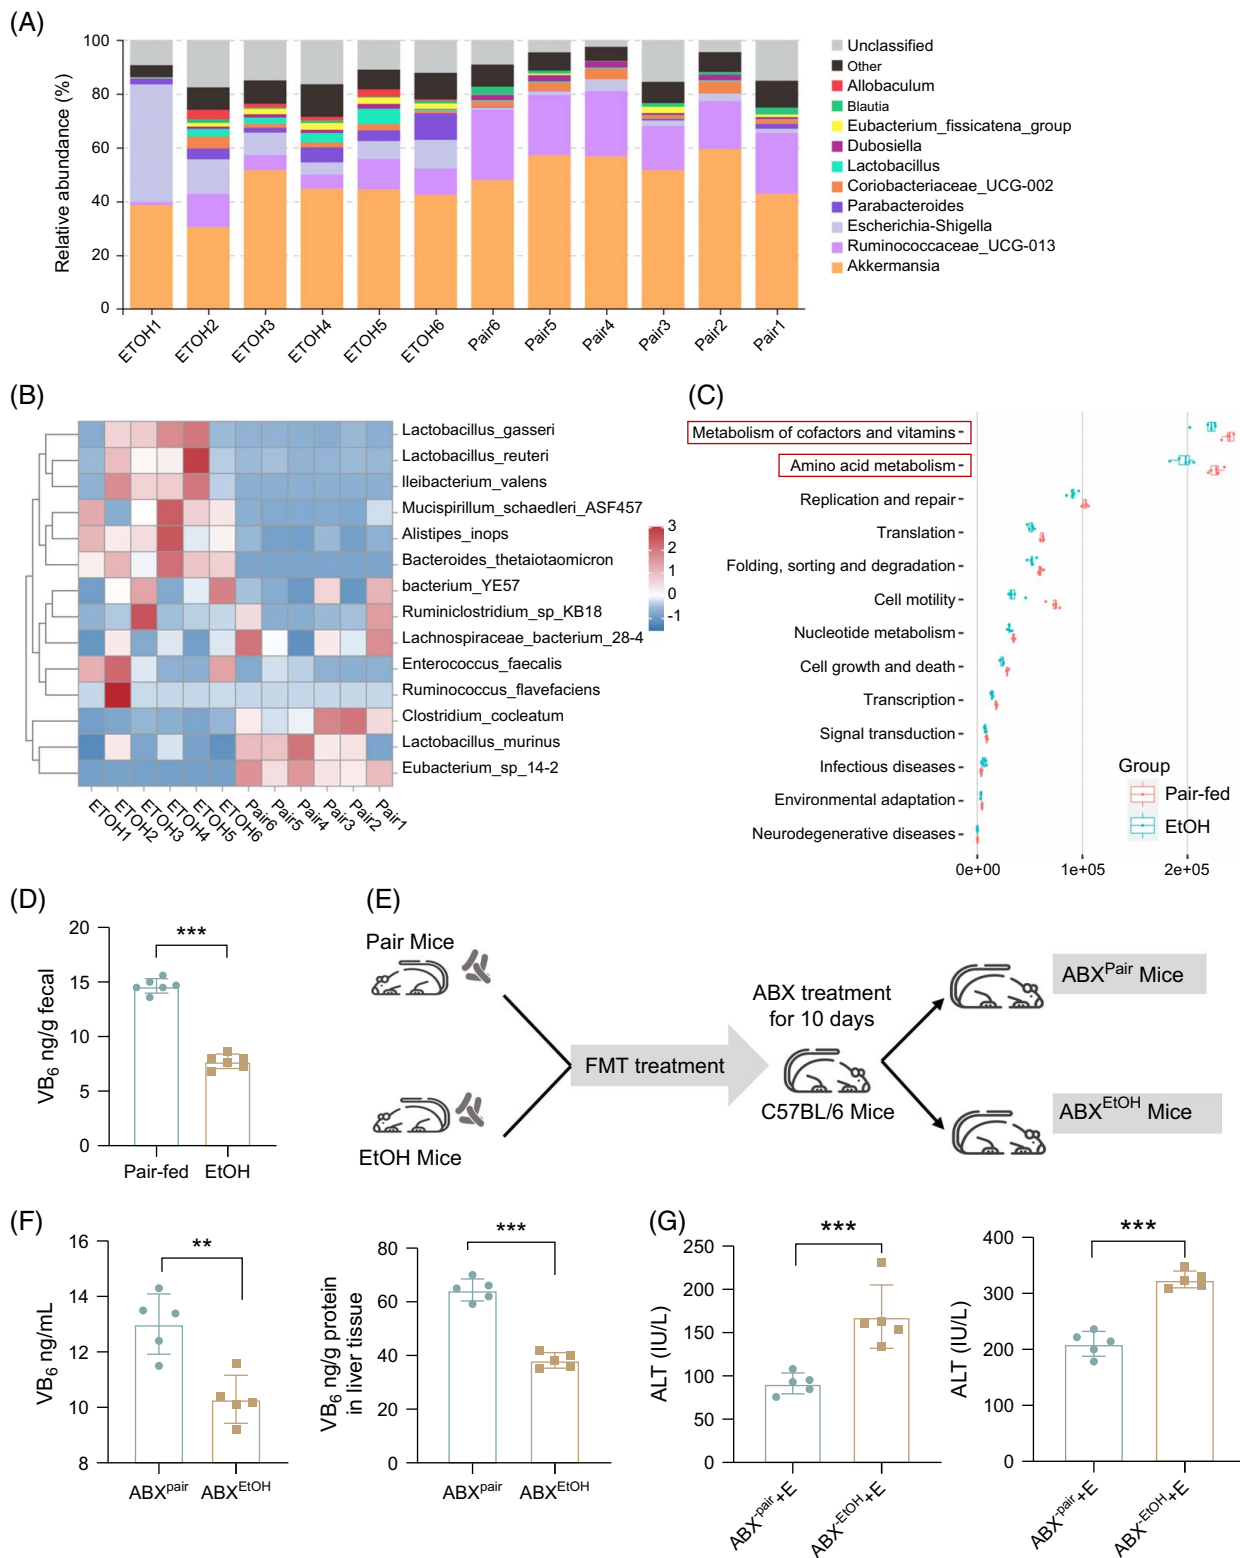 (A)
Relative abundance (%)
100
80
60
40
20
0
ETOH1
ETOH2
ETOH3
ETOH4
ETOH5
ETOH6
Pair6
Pair5
Pair4
Pair3
Pair2
Pair1
Unclassified
Other
Allobaculum
Blautia
Eubacterium_fissicatena_group
Dubosiella
Lactobacillus
Coriobacteriaceae_UCG-002
Parabacteroides
Escherichia-Shigella
Ruminococcaceae_UCG-013
Akkermansia
(B)
Lactobacillus_gasseri
Lactobacillus_reuteri
Ileibacterium_valens
Mucispirillum_schaedleri_ASF457
Alistipes_inops
Bacteroides_thetaiotaomicron
bacterium_YE57
Ruminiclostridium_sp_KB18
Lachnospiraceae_bacterium_28-4
Enterococcus_faecalis
Ruminococcus_flavefaciens
Clostridium_cocleatum
Lactobacillus_murinus
Eubacterium_sp_14-2
ETOH1
ETOH2
ETOH3
ETOH4
ETOH5
ETOH6
Pair6
Pair5
Pair4
Pair3
Pair2
Pair1
3
2
1
0
-1
(C)
Metabolism of cofactors and vitamins
Amino acid metabolism
Replication and repair
Translation
Folding, sorting and degradation
Cell motility
Nucleotide metabolism
Cell growth and death
Transcription
Signal transduction
Infectious diseases
Environmental adaptation
Neurodegenerative diseases
0e+00
1e+05
2e+05
Group
Pair-fed
EtOH
(D)
VB6 ng/g fecal
20
15
10
5
0
***
Pair-fed
EtOH
(E)
Pair Mice
EtOH Mice
FMT treatment
ABX treatment
for 10 days
C57BL/6 Mice
ABXPair Mice
ABXEtOH Mice
(F)
VB6 ng/mL
16
14
12
10
8
**
ABXpair
ABXEtOH
VB6 ng/g protein
in liver tissue
80
60
40
20
0
***
ABXpair
ABXEtOH
(G)
ALT (IU/L)
250
200
150
100
50
0
***
ABX-pair+E
ABX-EtOH+E
ALT (IU/L)
400
300
200
100
0
***
ABX-pair+E
ABX-EtOH+E